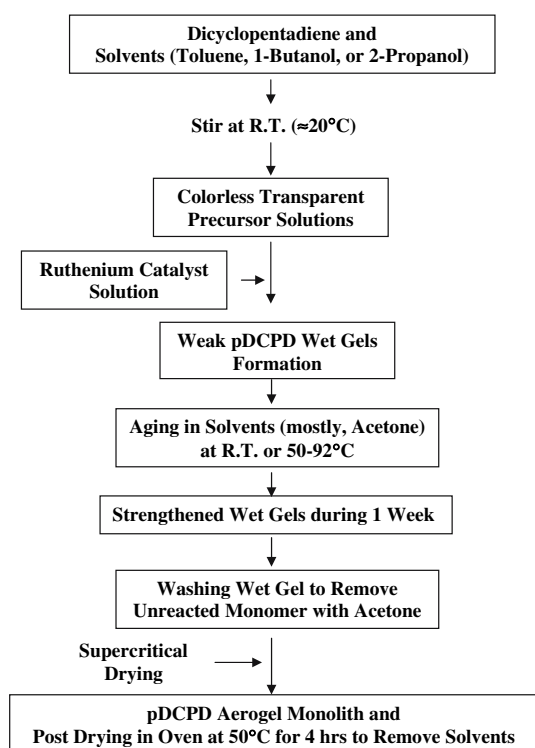 Dicyclopentadiene and
Solvents (Toluene, 1-Butanol, or 2-Propanol)
Stir at R.T. (≈20°C)
Colorless Transparent
Precursor Solutions
Ruthenium Catalyst
Solution
Weak pDCPD Wet Gels
Formation
Aging in Solvents (mostly, Acetone)
at R.T. or 50-92°C
Strengthened Wet Gels during 1 Week
Washing Wet Gel to Remove
Unreacted Monomer with Acetone
Supercritical
Drying
pDCPD Aerogel Monolith and
Post Drying in Oven at 50°C for 4 hrs to Remove Solvents